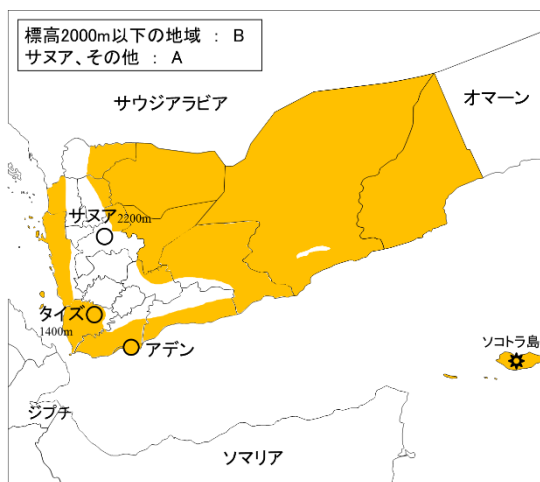 標高2000m以下の地域 : B
サヌア、その他 : A
サウジアラビア
オマーン
サヌア 2200m
タイズ
1400m
アデン
ソコトラ島
ジプチ
ソマリア